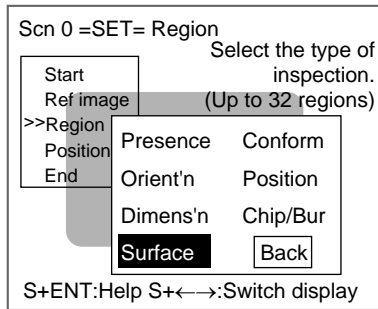 Scn 0 =SET= Region
Select the type of
inspection.
(Up to 32 regions)
Start
Ref image
>>Region
Position
End
Presence Conform
Orient'n Position
Dimens'n Chip/Bur
Surface Back
S+ENT:Help S+←→:Switch display